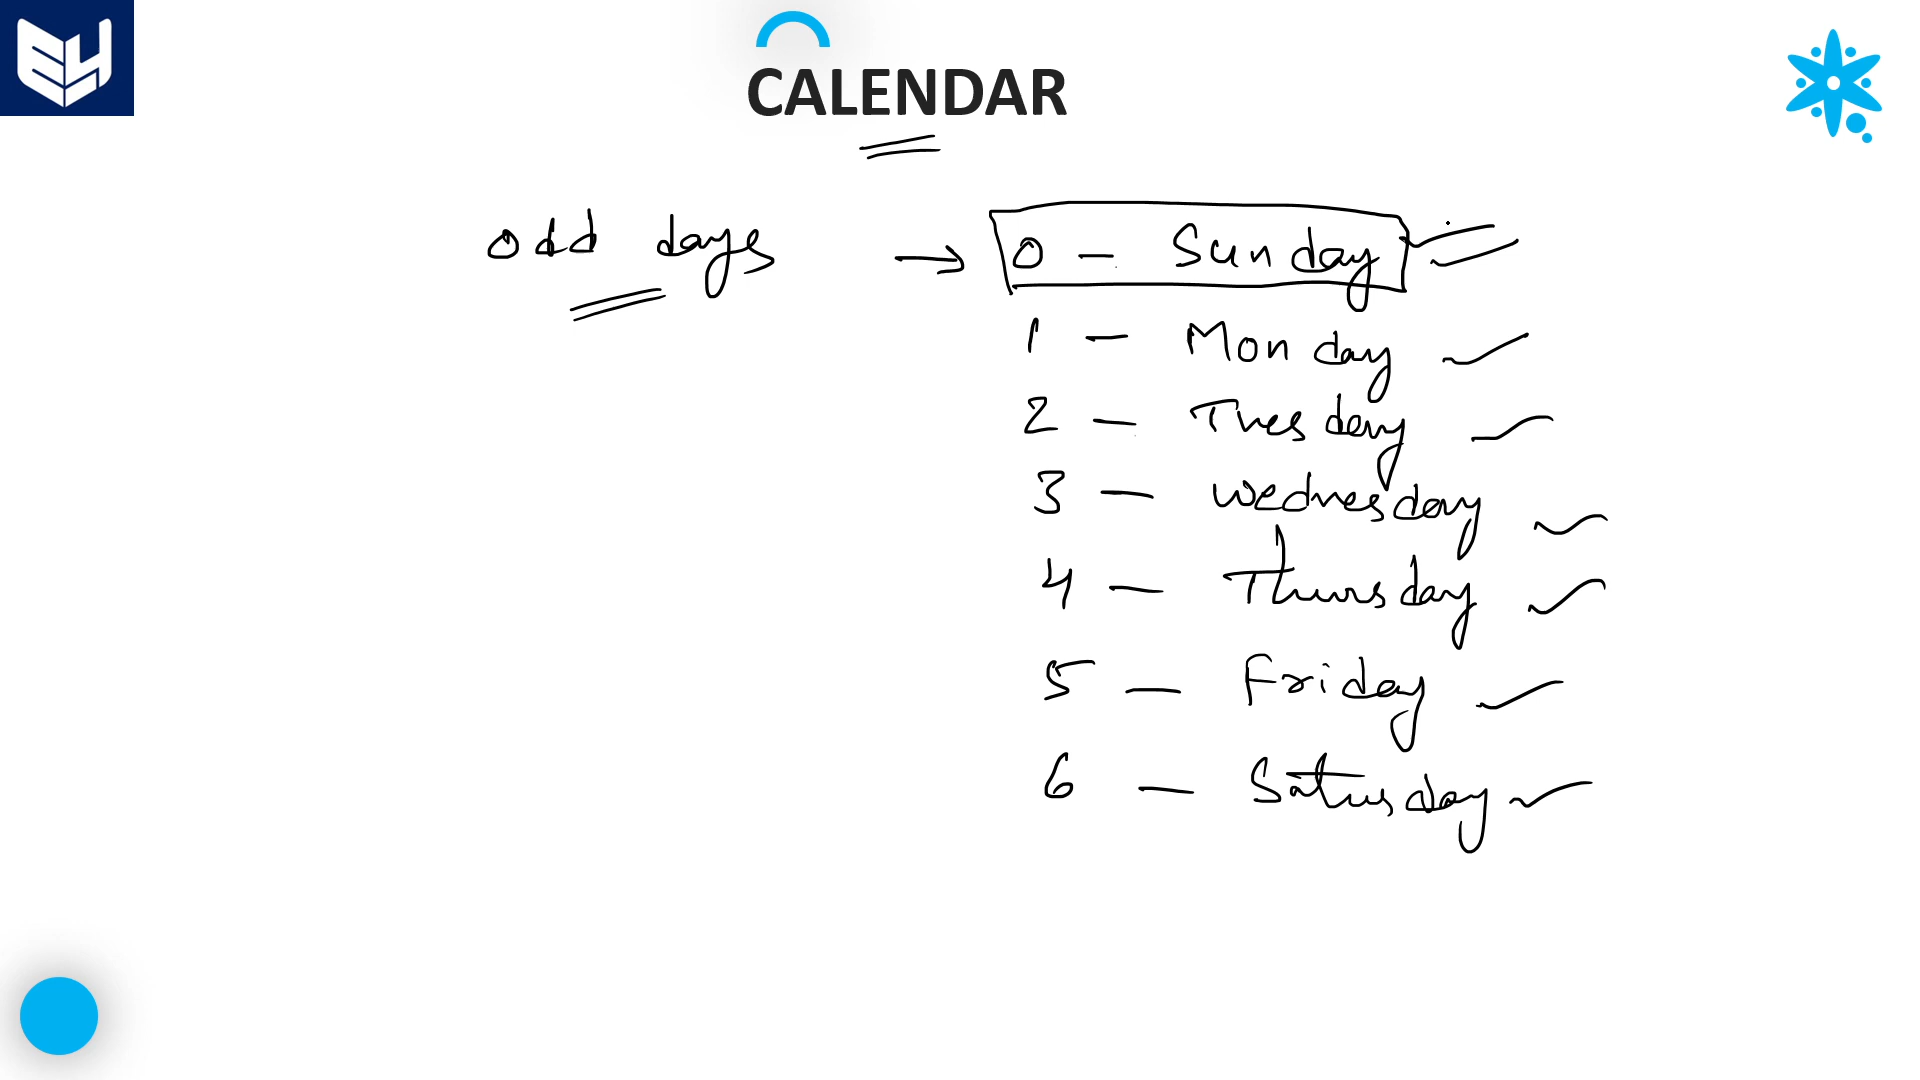 CALENDAR
odd days → 0 - Sunday
1 - Monday
2 - Tuesday
3 - Wednesday
4 - Thursday
5 - Friday
6 - Saturday